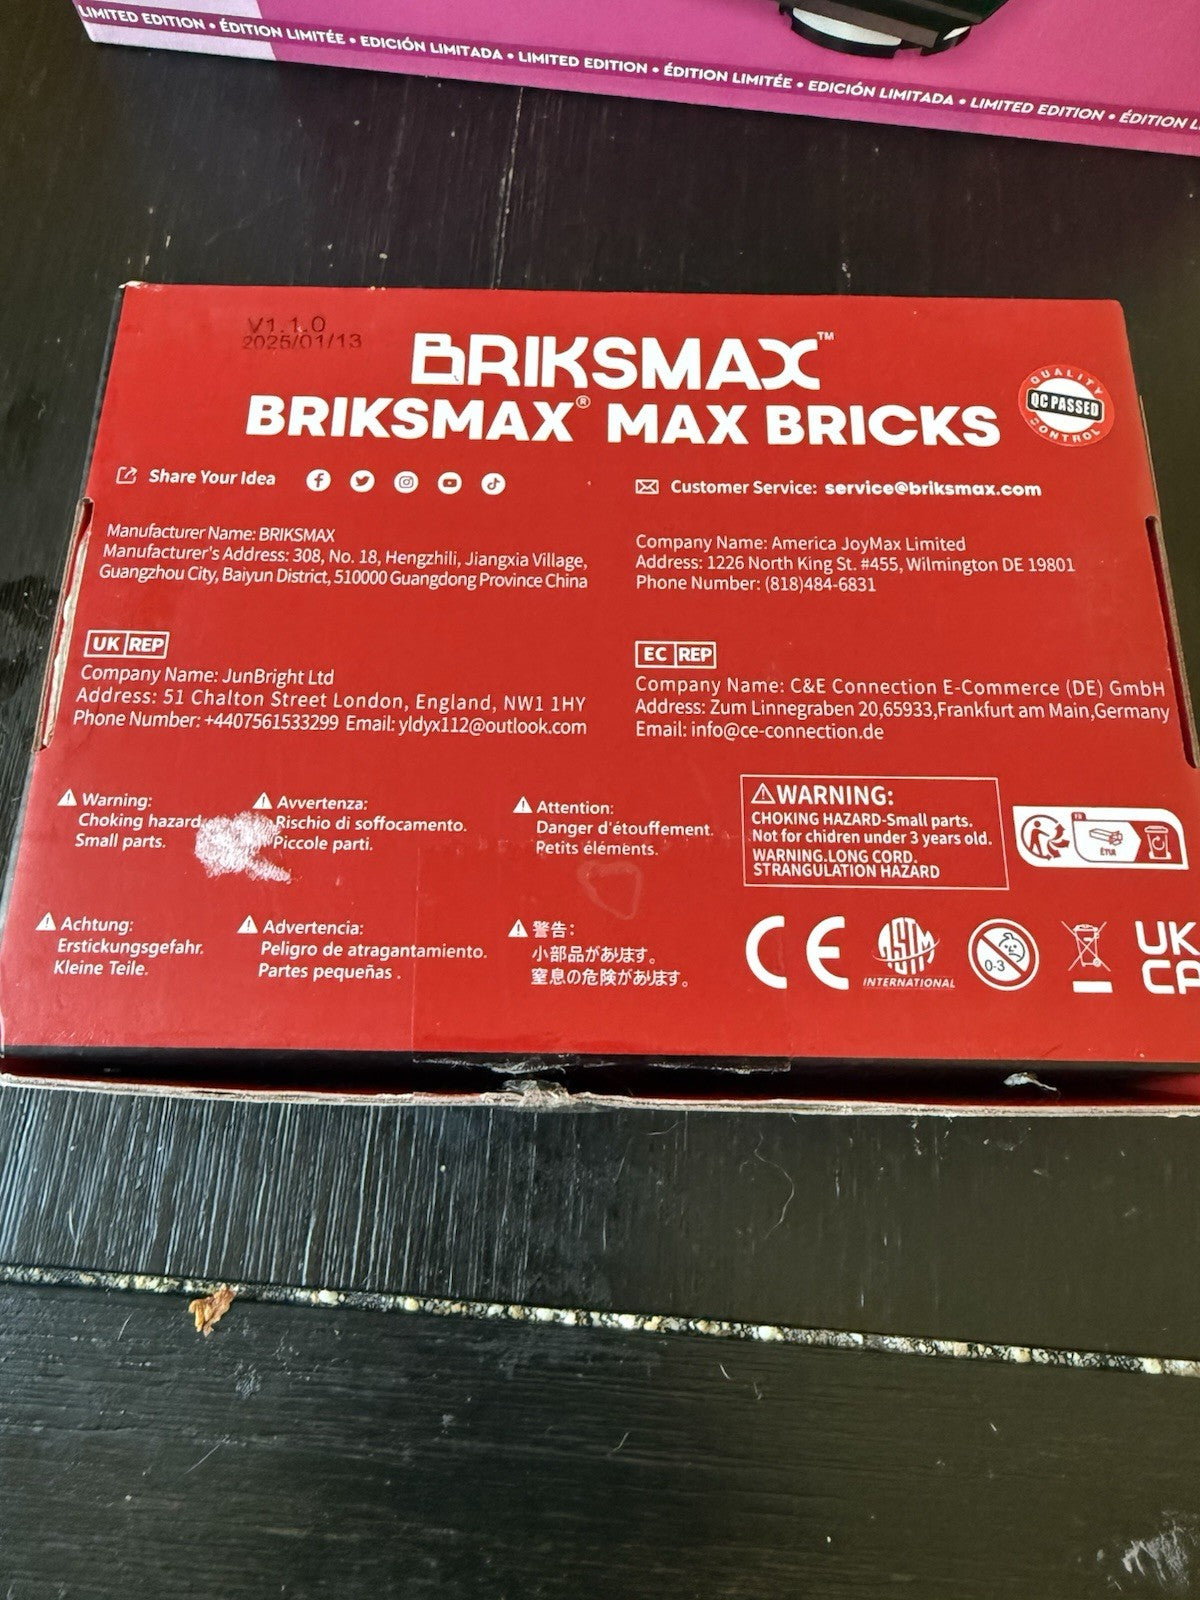 LIMITED EDITION • ÉDITION LIMITÉE • EDICIÓN LIMITADA • LIMITED EDITION • ÉDITION LIMITÉE • EDICIÓN LIMITADA • LIMITED EDITION • ÉDITION L
V1.1.0
2025/01/13
BRIKSMAX™
BRIKSMAX® MAX BRICKS
QUALITY
QC PASSED
CONTROL
Share Your Idea
Customer Service: service@briksmax.com
Manufacturer Name: BRIKSMAX
Manufacturer's Address: 308, No. 18, Hengzhili, Jiangxia Village,
Guangzhou City, Baiyun District, 510000 Guangdong Province China
Company Name: America JoyMax Limited
Address: 1226 North King St. #455, Wilmington DE 19801
Phone Number: (818)484-6831
UK REP
Company Name: JunBright Ltd
Address: 51 Chalton Street London, England, NW1 1HY
Phone Number: +4407561533299 Email: yldyx112@outlook.com
EC REP
Company Name: C&E Connection E-Commerce (DE) GmbH
Address: Zum Linnegraben 20,65933,Frankfurt am Main,Germany
Email: info@ce-connection.de
Warning:
Choking hazard.
Small parts.
Avvertenza:
Rischio di soffocamento.
Piccole parti.
Attention:
Danger d'étouffement.
Petits éléments.
WARNING:
CHOKING HAZARD-Small parts.
Not for chidren under 3 years old.
WARNING.LONG CORD.
STRANGULATION HAZARD
FR
ÉTUI
Achtung:
Erstickungsgefahr.
Kleine Teile.
Advertencia:
Peligro de atragantamiento.
Partes pequeñas .
警告:
小部品があります。
窒息の危険があります。
CE
ASTM
INTERNATIONAL
0-3
UK
CA